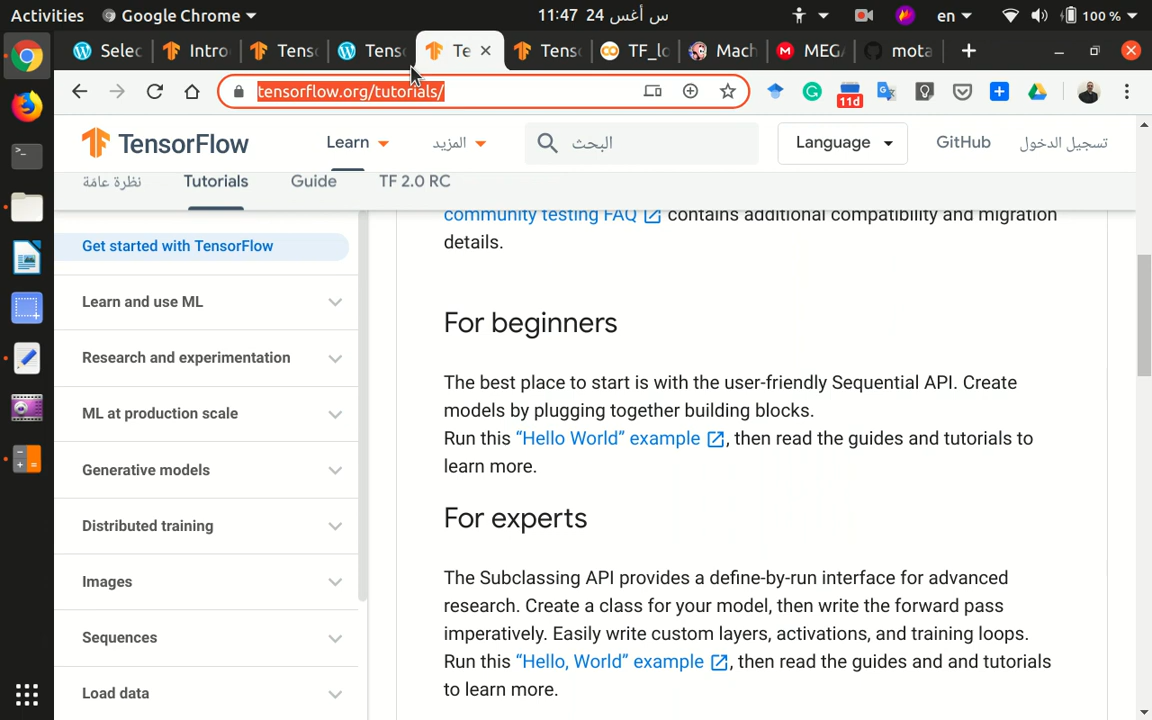 Activities
Google Chrome
س أغس 24 11:47
en
100 %
Selec
Intro
Tens
Tens
Te
Tens
TF_lo
Mach
MEGA
mota
tensorflow.org/tutorials/
11d
TensorFlow
Learn
المزيد
البحث
Language
GitHub
تسجيل الدخول
نظرة عامّة
Tutorials
Guide
TF 2.0 RC
Get started with TensorFlow
Learn and use ML
Research and experimentation
ML at production scale
Generative models
Distributed training
Images
Sequences
Load data
community testing FAQ contains additional compatibility and migration
details.
For beginners
The best place to start is with the user-friendly Sequential API. Create
models by plugging together building blocks.
Run this “Hello World” example , then read the guides and tutorials to
learn more.
For experts
The Subclassing API provides a define-by-run interface for advanced
research. Create a class for your model, then write the forward pass
imperatively. Easily write custom layers, activations, and training loops.
Run this “Hello, World” example , then read the guides and and tutorials
to learn more.